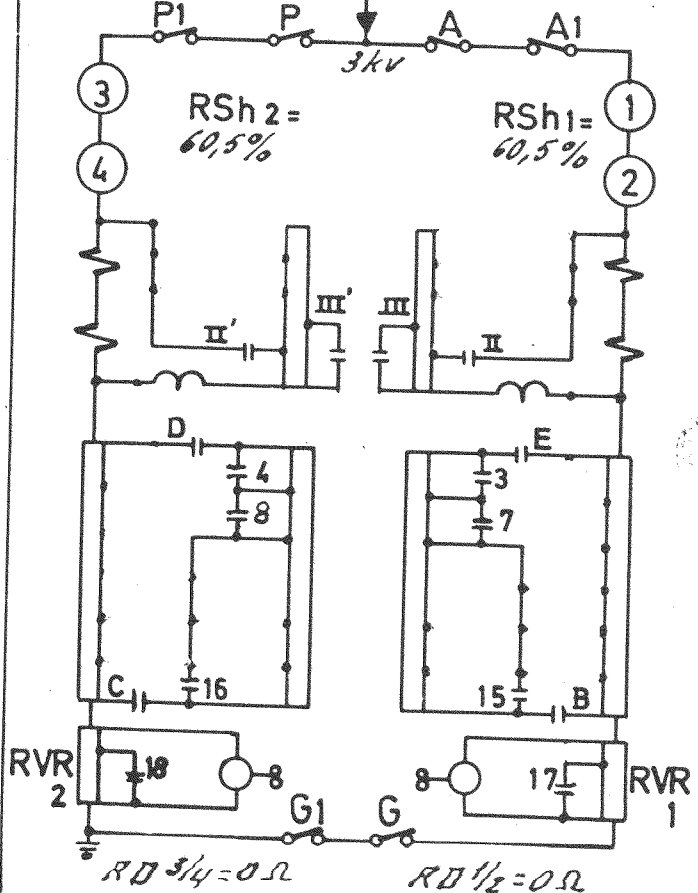 P1 P A A1
3kv
3 1
RSh2=
60,5%
RSh1=
60,5%
4 2
II' III' III II
D E
4 3
8 7
C 16 15 B
RVR
2
18 8
8 17
RVR
1
G1 G
RD 3/4=0Ω
RD 1/2=0Ω